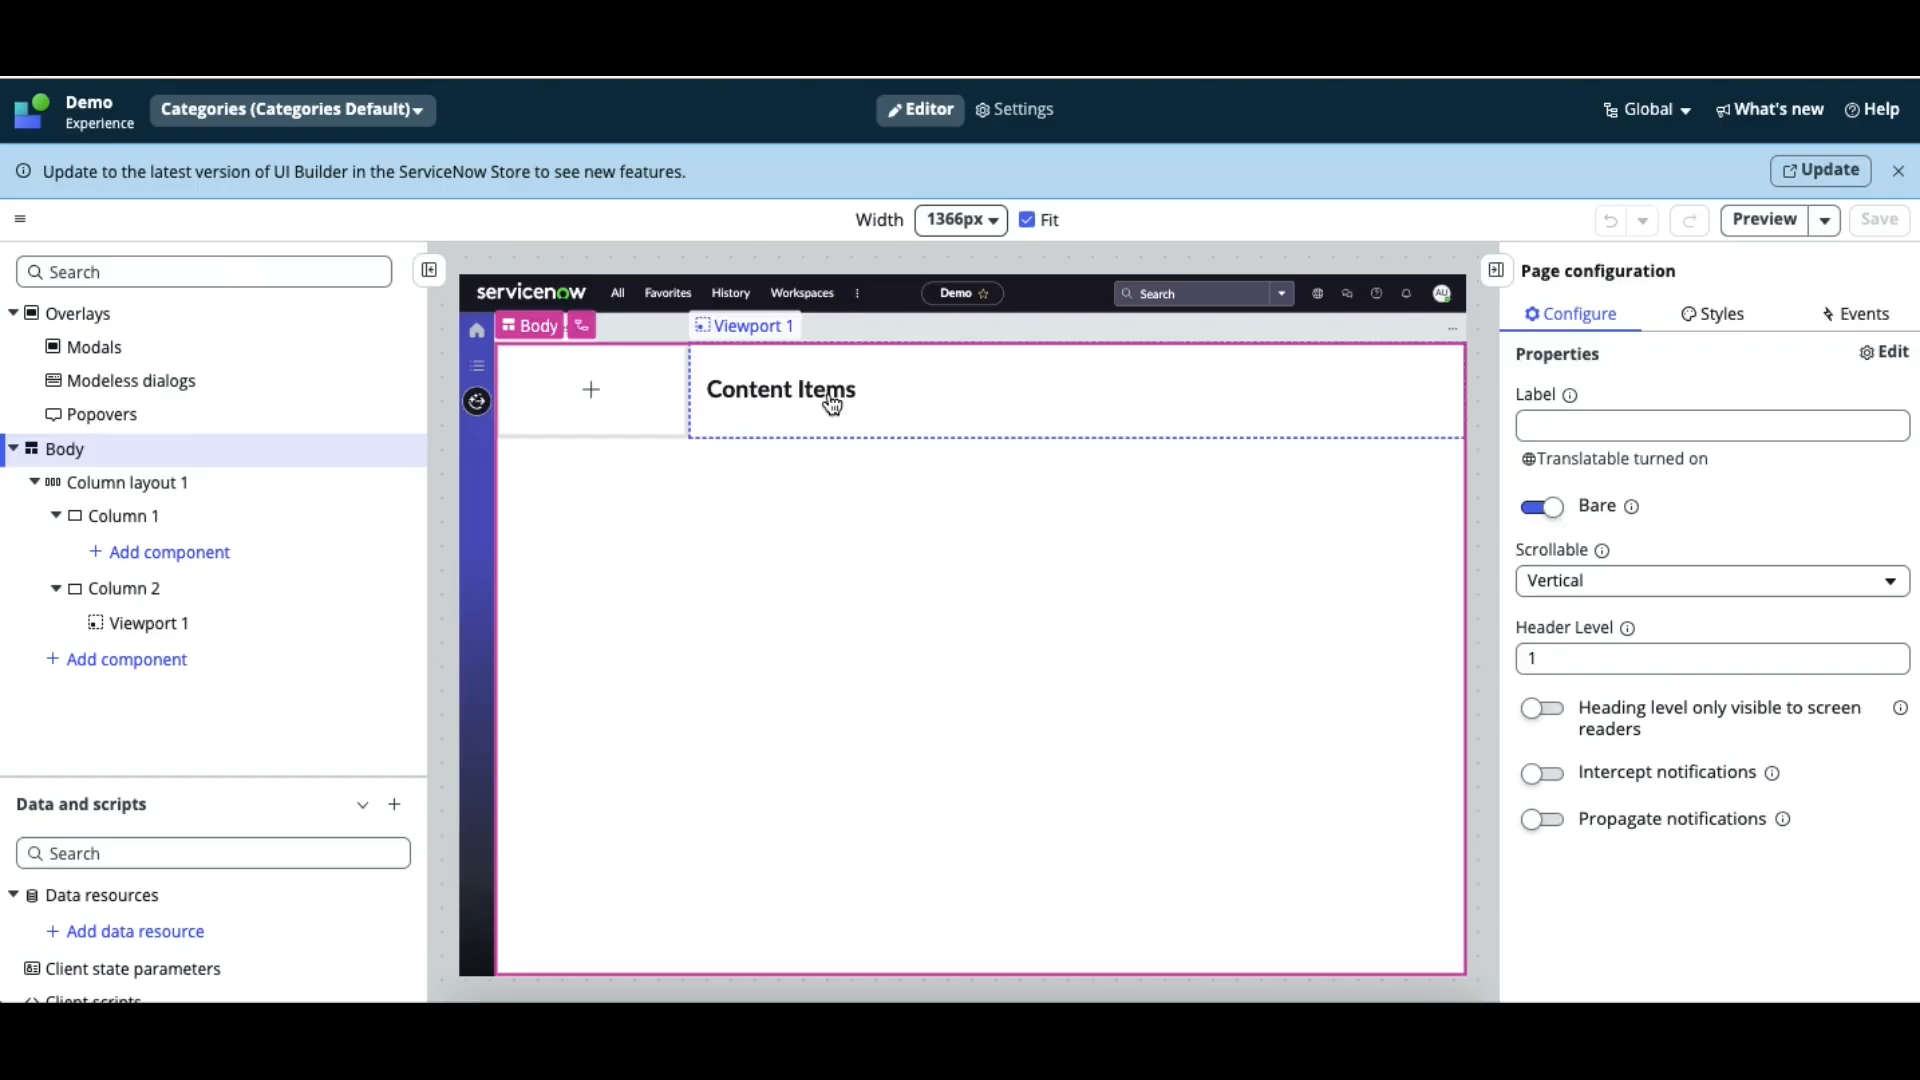 Demo
Experience
Categories (Categories Default)
Editor
Settings
Global
What's new
Help
Update to the latest version of UI Builder in the ServiceNow Store to see new features.
Update
Width
1366px
Fit
Preview
Save
Search
Overlays
Modals
Modeless dialogs
Popovers
Body
Column layout 1
Column 1
+ Add component
Column 2
Viewport 1
+ Add component
Data and scripts
Search
Data resources
+ Add data resource
Client state parameters
Client scripts
servicenow
All
Favorites
History
Workspaces
Demo
Search
AU
Body
Viewport 1
Content Items
Page configuration
Configure
Styles
Events
Properties
Edit
Label
Translatable turned on
Bare
Scrollable
Vertical
Header Level
1
Heading level only visible to screen
readers
Intercept notifications
Propagate notifications